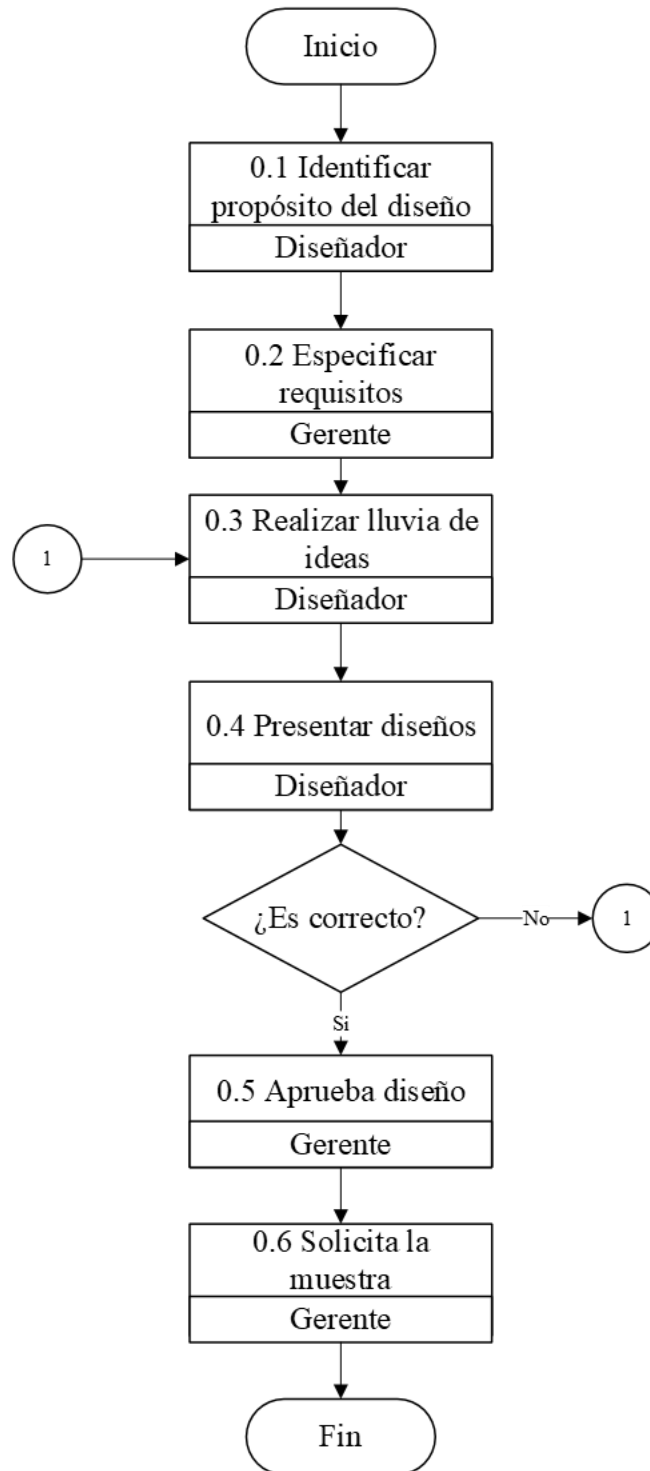 Inicio
0.1 Identificar
propósito del diseño
Diseñador
0.2 Especificar
requisitos
Gerente
0.3 Realizar lluvia de
ideas
1
Diseñador
0.4 Presentar diseños
Diseñador
¿Es correcto?
No
1
Si
0.5 Aprueba diseño
Gerente
0.6 Solicita la
muestra
Gerente
Fin